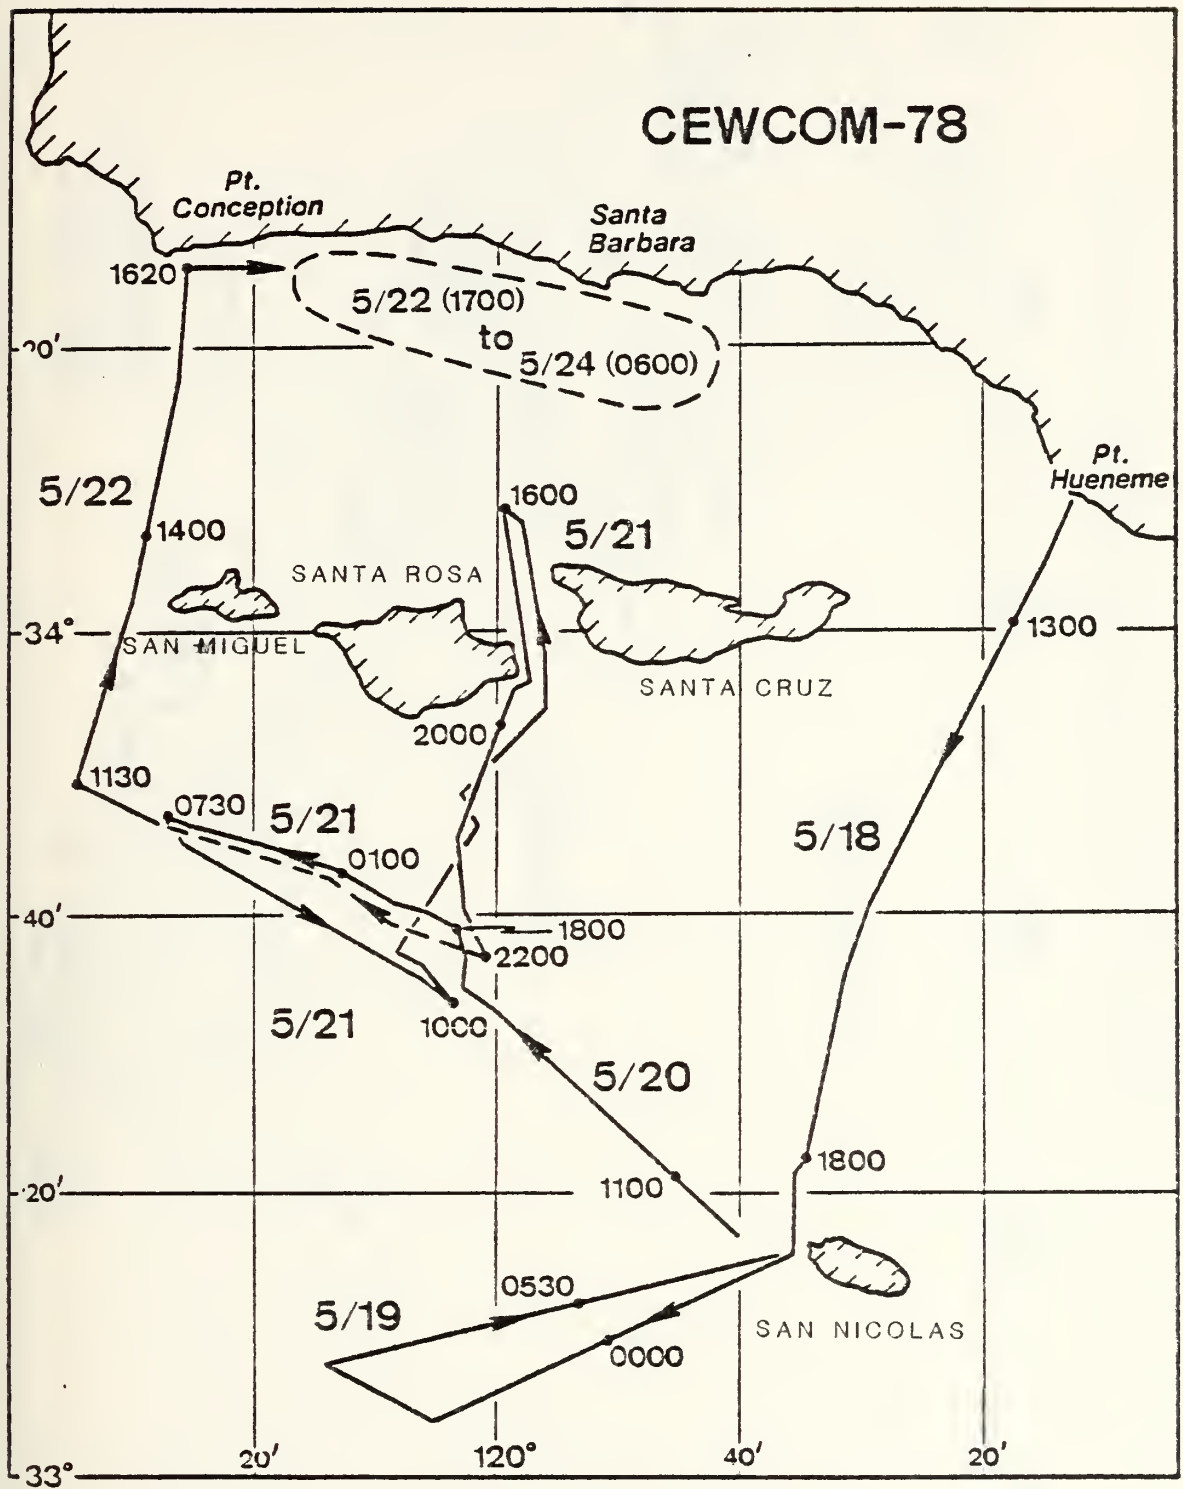 CEWCOM-78
Pt.
Conception
Santa
Barbara
1620
5/22 (1700)
to
5/24 (0600)
Pt.
Hueneme
5/22
1400
1600
5/21
SANTA ROSA
34°
SAN MIGUEL
1300
SANTA CRUZ
2000
1130
0730
5/21
0100
5/18
40'
1800
2200
5/21
1000
5/20
1800
1100
20'
0530
5/19
SAN NICOLAS
0000
20'
120°
40'
20'
33°